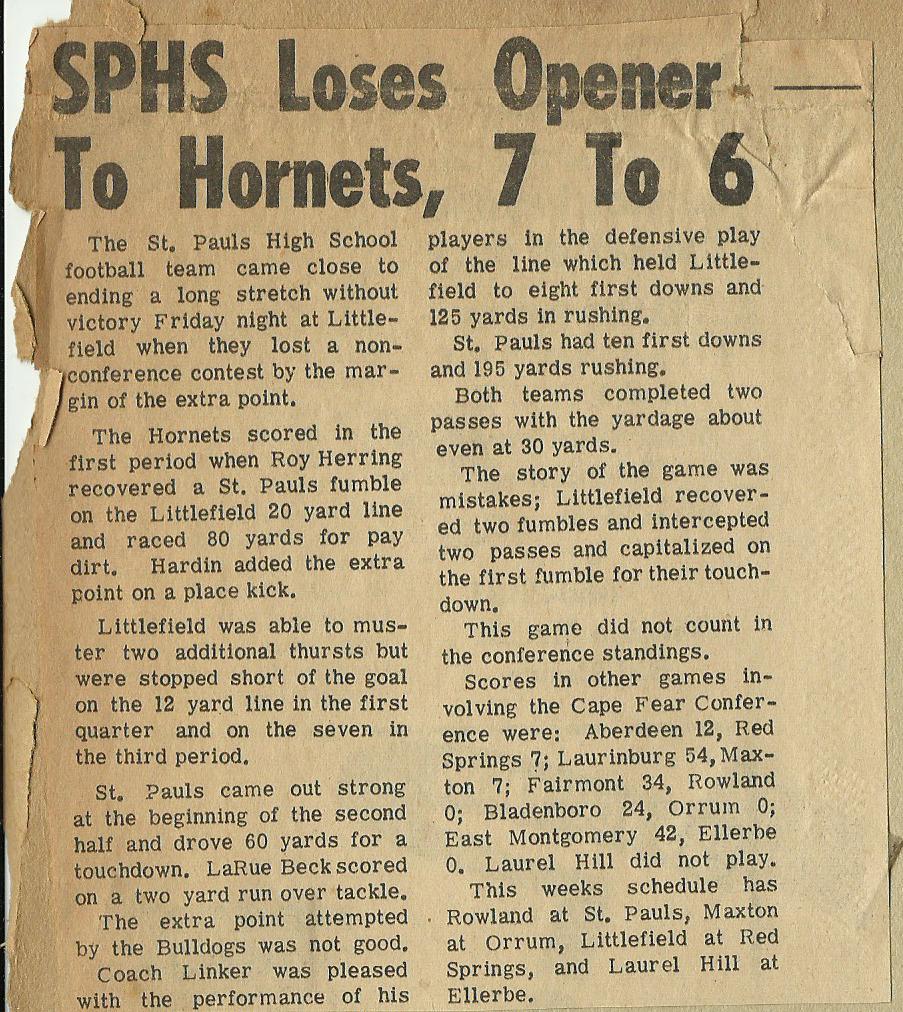 SPHS Loses Opener
To Hornets, 7 To 6
The St. Pauls High School
football team came close to
ending a long stretch without
victory Friday night at Little-
field when they lost a non-
conference contest by the mar-
gin of the extra point.
The Hornets scored in the
first period when Roy Herring
recovered a St. Pauls fumble
on the Littlefield 20 yard line
and raced 80 yards for pay
dirt. Hardin added the extra
point on a place kick.
Littlefield was able to mus-
ter two additional thursts but
were stopped short of the goal
on the 12 yard line in the first
quarter and on the seven in
the third period.
St. Pauls came out strong
at the beginning of the second
half and drove 60 yards for a
touchdown. LaRue Beck scored
on a two yard run over tackle.
The extra point attempted
by the Bulldogs was not good.
Coach Linker was pleased
with the performance of his
players in the defensive play
of the line which held Little-
field to eight first downs and
125 yards in rushing.
St. Pauls had ten first downs
and 195 yards rushing.
Both teams completed two
passes with the yardage about
even at 30 yards.
The story of the game was
mistakes; Littlefield recover-
ed two fumbles and intercepted
two passes and capitalized on
the first fumble for their touch-
down.
This game did not count in
the conference standings.
Scores in other games in-
volving the Cape Fear Confer-
ence were: Aberdeen 12, Red
Springs 7; Laurinburg 54, Max-
ton 7; Fairmont 34, Rowland
0; Bladenboro 24, Orrum 0;
East Montgomery 42, Ellerbe
0. Laurel Hill did not play.
This weeks schedule has
Rowland at St. Pauls, Maxton
at Orrum, Littlefield at Red
Springs, and Laurel Hill at
Ellerbe.